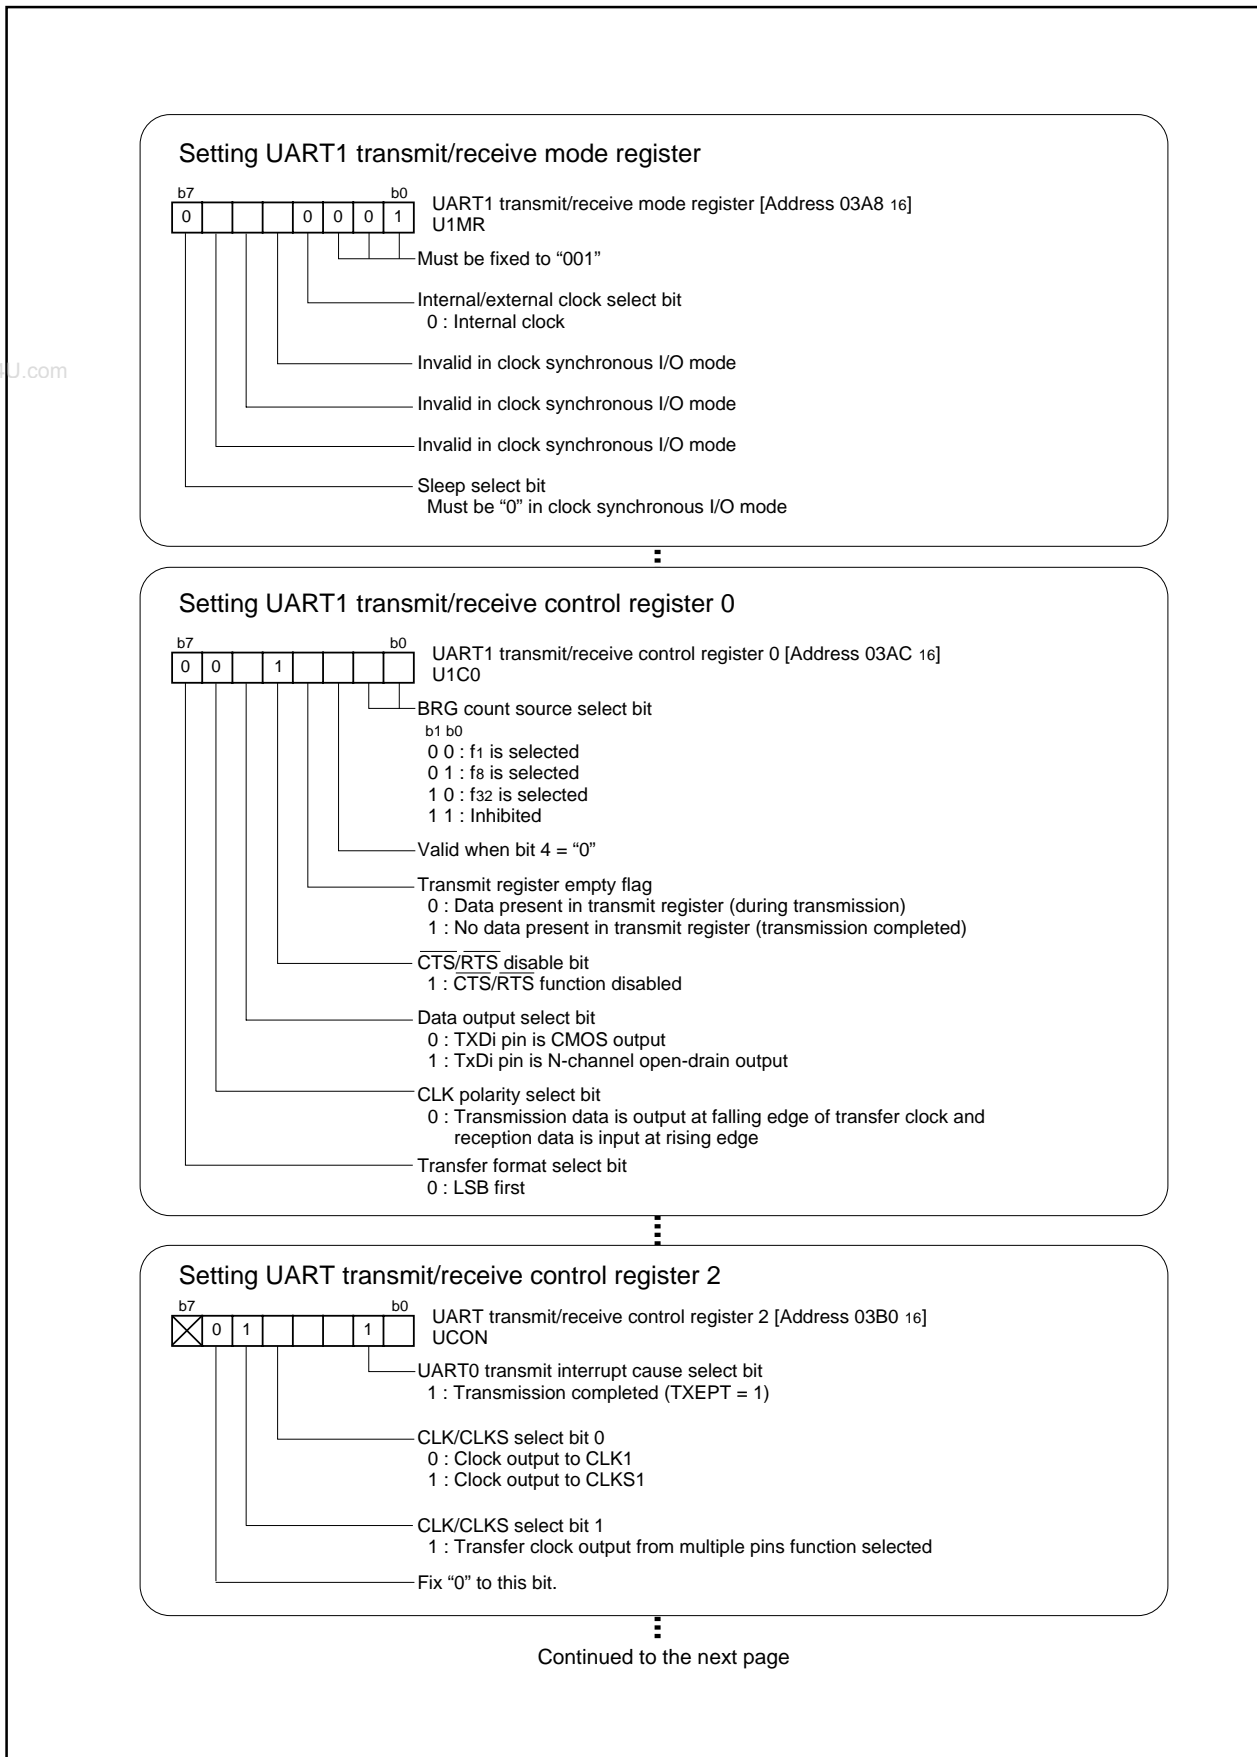 Setting UART1 transmit/receive mode register
b7 b0
0 0 0 0 1
UART1 transmit/receive mode register [Address 03A8 16]
U1MR
Must be fixed to “001”
Internal/external clock select bit
0 : Internal clock
Invalid in clock synchronous I/O mode
4U.com
Invalid in clock synchronous I/O mode
Invalid in clock synchronous I/O mode
Sleep select bit
Must be “0” in clock synchronous I/O mode
Setting UART1 transmit/receive control register 0
b7 b0
0 0 1
UART1 transmit/receive control register 0 [Address 03AC 16]
U1C0
BRG count source select bit
b1 b0
0 0 : f1 is selected
0 1 : f8 is selected
1 0 : f32 is selected
1 1 : Inhibited
Valid when bit 4 = “0”
Transmit register empty flag
0 : Data present in transmit register (during transmission)
1 : No data present in transmit register (transmission completed)
CTS/RTS disable bit
1 : CTS/RTS function disabled
Data output select bit
0 : TXDi pin is CMOS output
1 : TxDi pin is N-channel open-drain output
CLK polarity select bit
0 : Transmission data is output at falling edge of transfer clock and
reception data is input at rising edge
Transfer format select bit
0 : LSB first
Setting UART transmit/receive control register 2
b7 b0
0 1 1
UART transmit/receive control register 2 [Address 03B0 16]
UCON
UART0 transmit interrupt cause select bit
1 : Transmission completed (TXEPT = 1)
CLK/CLKS select bit 0
0 : Clock output to CLK1
1 : Clock output to CLKS1
CLK/CLKS select bit 1
1 : Transfer clock output from multiple pins function selected
Fix “0” to this bit.
Continued to the next page